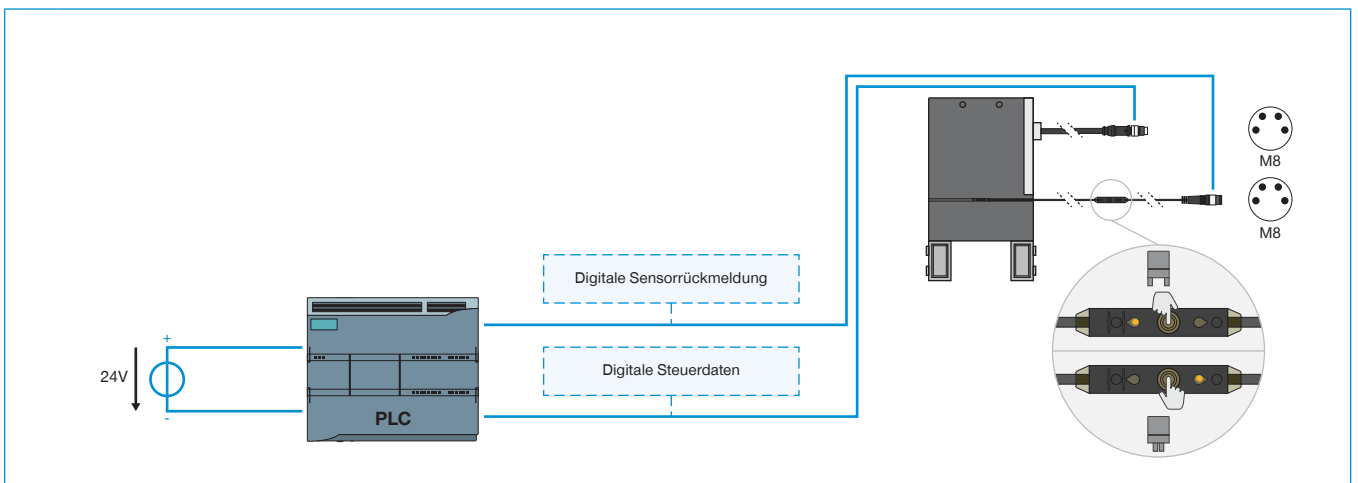 M8
M8
Digitale Sensorrückmeldung
+
24V
-
Digitale Steuerdaten
PLC